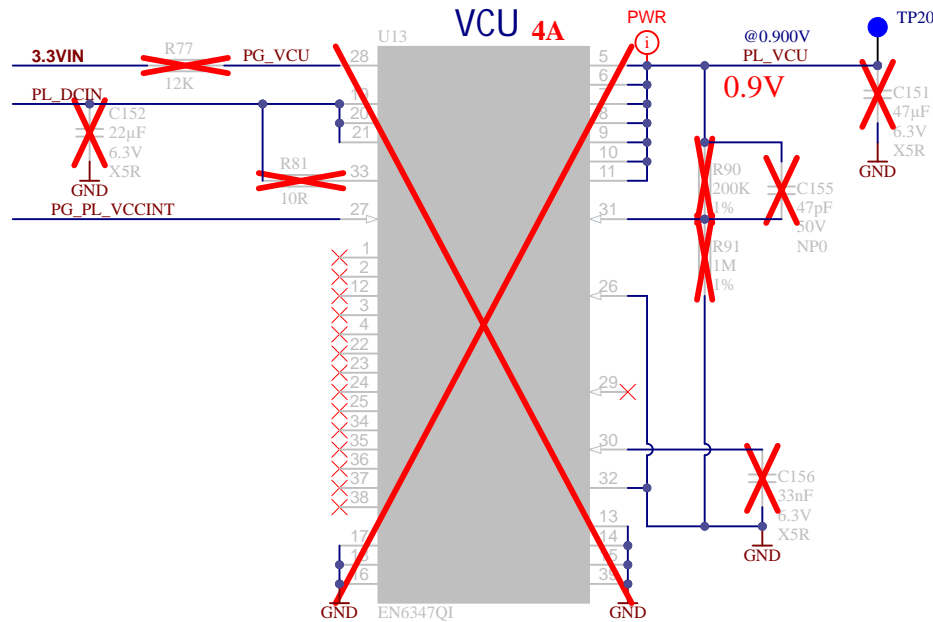 VCU 4A
PWR
TP20
U13
R77
3.3VIN
PG_VCU
28
12K
5
@0.900V
PL_VCU
0.9V
6
7
8
9
10
11
PL_DCIN
19
20
21
C152
22µF
6.3V
X5R
GND
R81
10R
33
C151
47µF
6.3V
X5R
GND
R90
200K
1%
C155
47pF
50V
NP0
PG_PL_VCCINT
27
31
R91
1M
1%
1
2
12
3
4
22
23
24
25
34
35
36
37
38
26
29
30
32
C156
33nF
6.3V
X5R
GND
13
14
39
17
16
GND
EN6347QI
GND